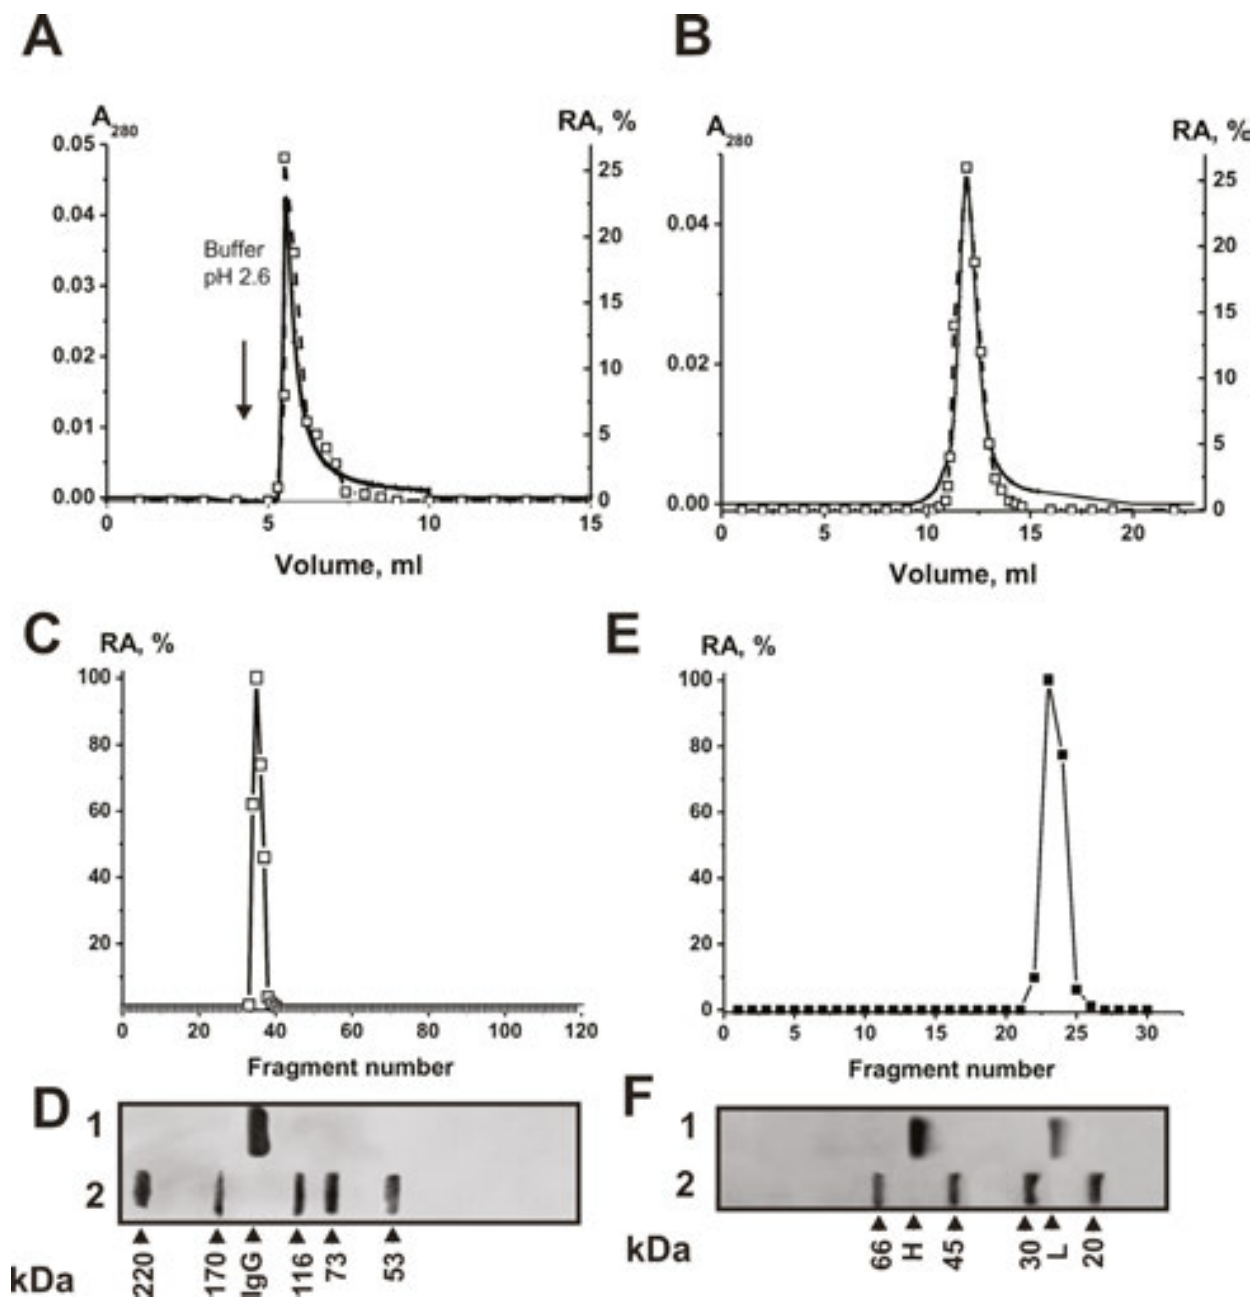 A
B
A280
RA, %
0.05
0.04
0.03
0.02
0.01
0.00
25
20
15
10
5
0
Buffer
pH 2.6
0 5 10 15
Volume, ml
A280
RA, %
0.04
0.02
0.00
25
20
15
10
5
0
0 5 10 15 20
Volume, ml
C
RA, %
100
80
60
40
20
0 20 40 60 80 100 120
Fragment number
E
RA, %
100
80
60
40
20
0
0 5 10 15 20 25 30
Fragment number
D
1
2
kDa
220 170 IgG 116 73 53
F
1
2
kDa
66 H 45 30 L 20